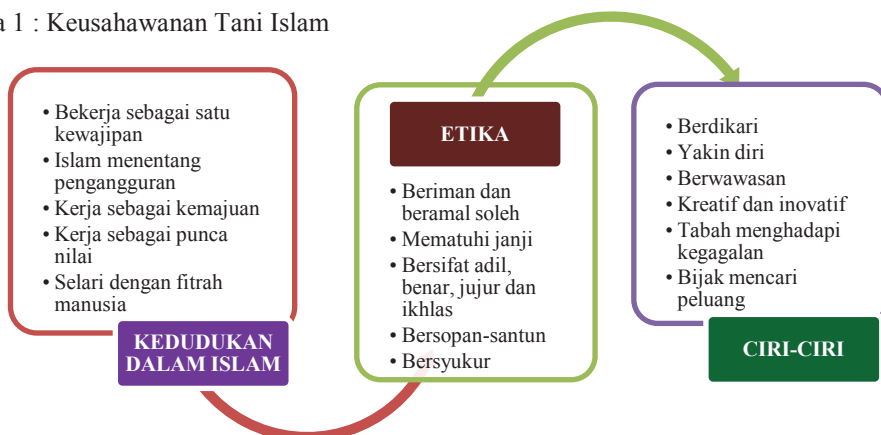 1 : Keusahawanan Tani Islam
• Bekerja sebagai satu
kewajipan
• Islam menentang
pengangguran
• Kerja sebagai kemajuan
• Kerja sebagai punca
nilai
• Selari dengan fitrah
manusia
KEDUDUKAN
DALAM ISLAM
ETIKA
• Beriman dan
beramal soleh
• Mematuhi janji
• Bersifat adil,
benar, jujur dan
ikhlas
• Bersopan-santun
• Bersyukur
• Berdikari
• Yakin diri
• Berwawasan
• Kreatif dan inovatif
• Tabah menghadapi
kegagalan
• Bijak mencari
peluang
CIRI-CIRI